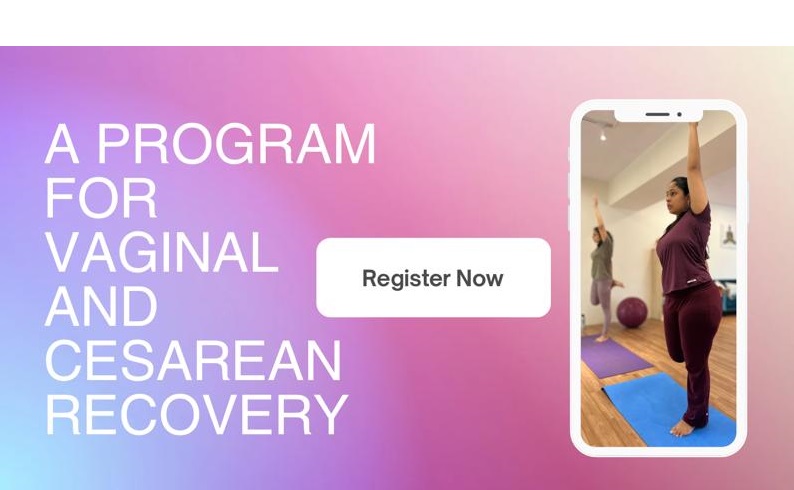 A PROGRAM
FOR
VAGINAL
AND
CESAREAN
RECOVERY
Register Now